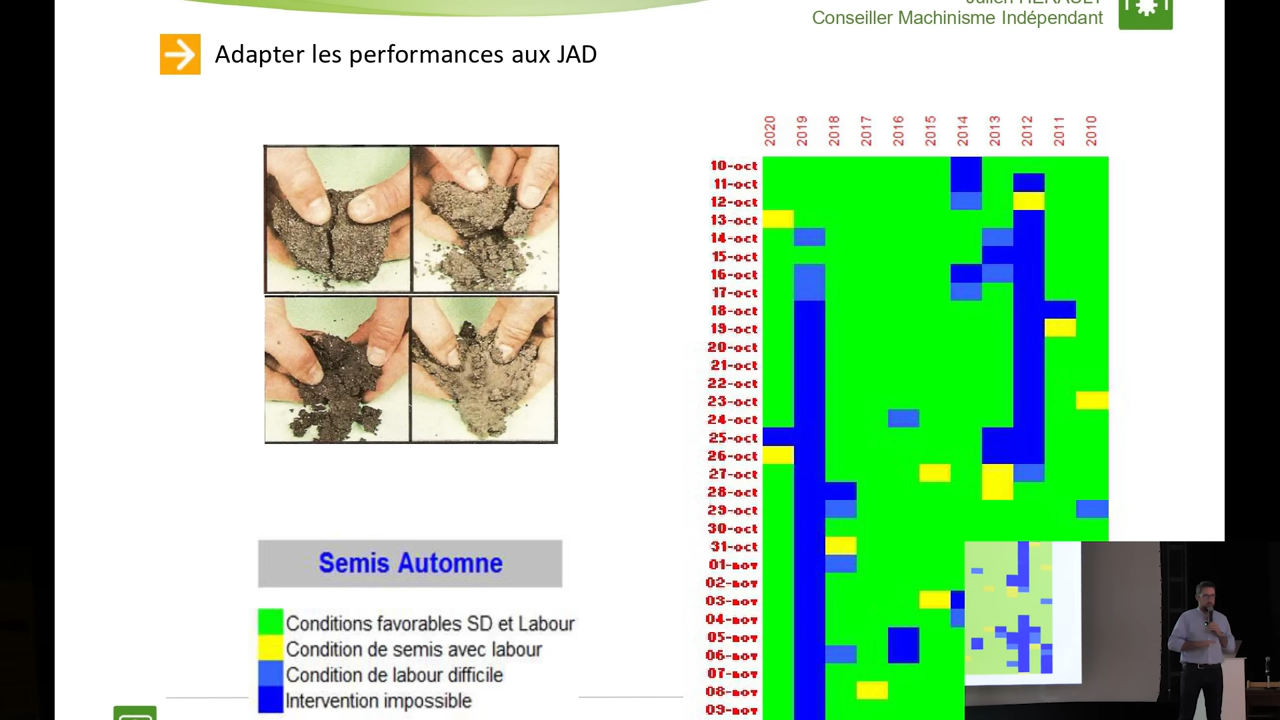 Conseiller Machinisme Indépendant
Adapter les performances aux JAD
2020
2019
2018
2017
2016
2015
2014
2013
2012
2011
2010
10-oct
11-oct
12-oct
13-oct
14-oct
15-oct
16-oct
17-oct
18-oct
19-oct
20-oct
21-oct
22-oct
23-oct
24-oct
25-oct
26-oct
27-oct
28-oct
29-oct
30-oct
31-oct
01-nov
02-nov
03-nov
04-nov
05-nov
06-nov
07-nov
08-nov
09-nov
Semis Automne
Conditions favorables SD et Labour
Condition de semis avec labour
Condition de labour difficile
Intervention impossible